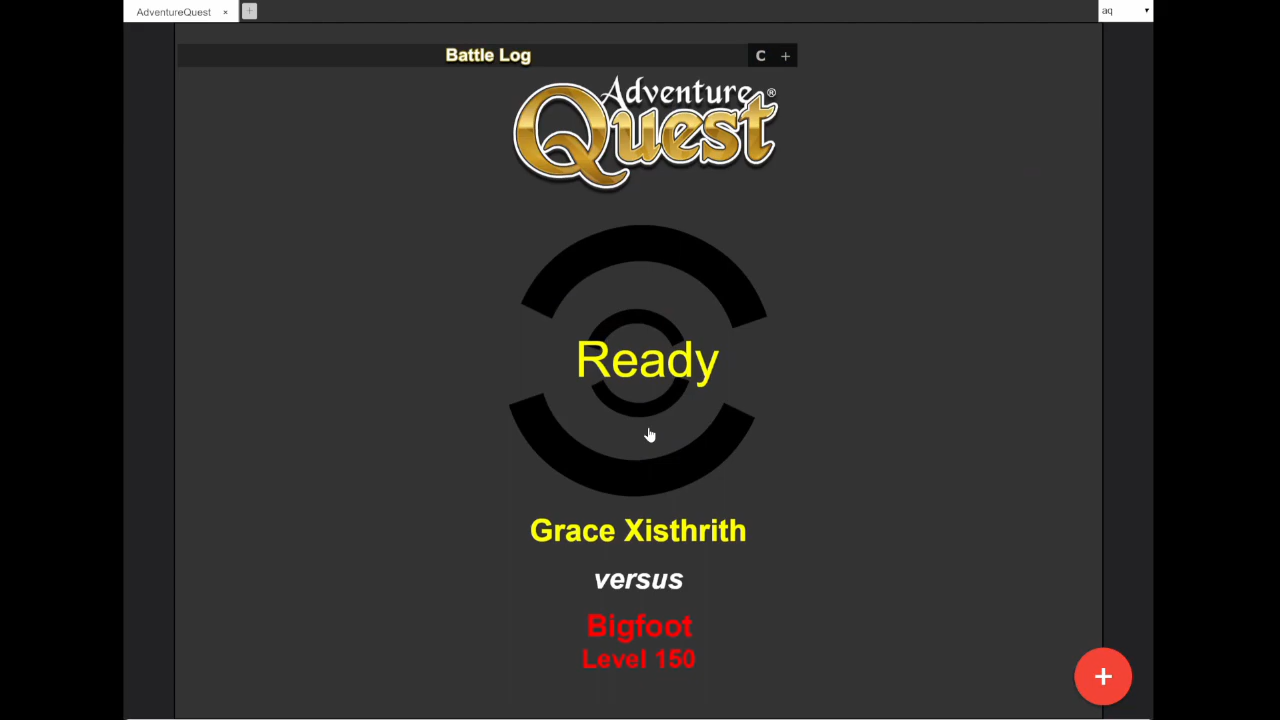 AdventureQuest × +
aq ▾
Battle Log C +
Adventure ®
Quest
Ready
Grace Xisthrith
versus
Bigfoot
Level 150
+